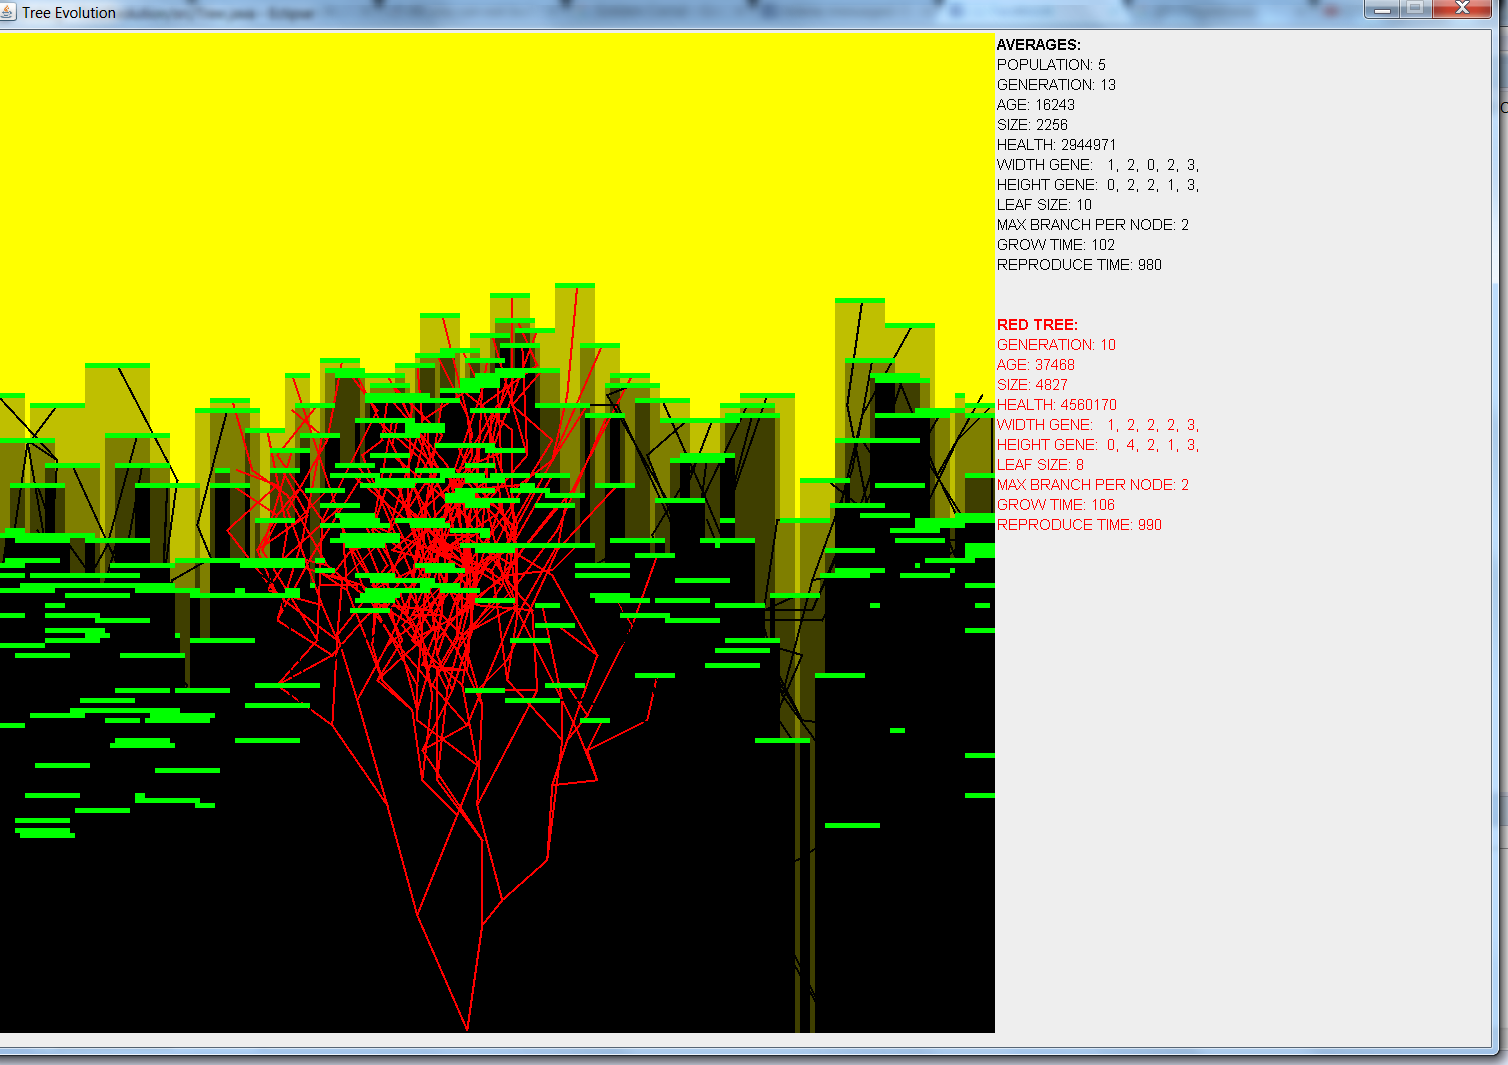 Tree Evolution
AVERAGES:
POPULATION: 5
GENERATION: 13
AGE: 16243
SIZE: 2256
HEALTH: 2944971
WIDTH GENE: 1, 2, 0, 2, 3,
HEIGHT GENE: 0, 2, 2, 1, 3,
LEAF SIZE: 10
MAX BRANCH PER NODE: 2
GROW TIME: 102
REPRODUCE TIME: 980
RED TREE:
GENERATION: 10
AGE: 37468
SIZE: 4827
HEALTH: 4560170
WIDTH GENE: 1, 2, 2, 2, 3,
HEIGHT GENE: 0, 4, 2, 1, 3,
LEAF SIZE: 8
MAX BRANCH PER NODE: 2
GROW TIME: 106
REPRODUCE TIME: 990